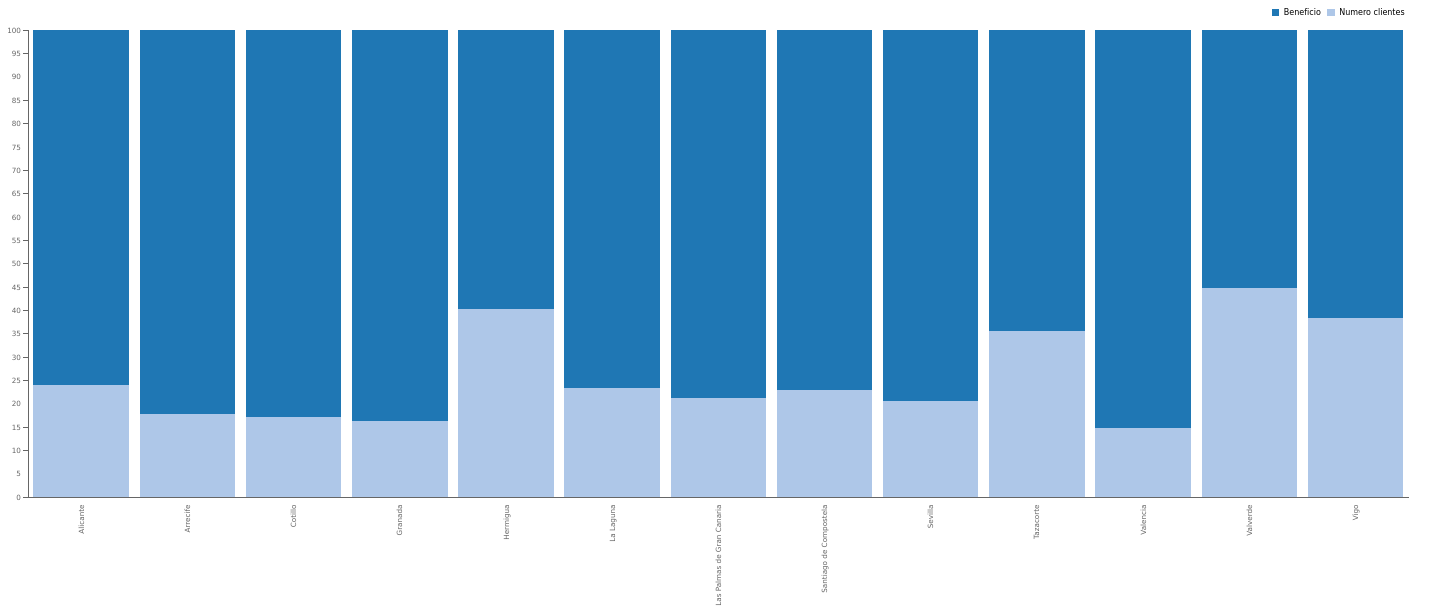 Beneficio Numero clientes
100
95
90
85
80
75
70
65
60
55
50
45
40
35
30
25
20
15
10
5
0
Alicante
Arrecife
Cotillo
Granada
Hermigua
La Laguna
Las Palmas de Gran Canaria
Santiago de Compostela
Sevilla
Tazacorte
Valencia
Valverde
Vigo